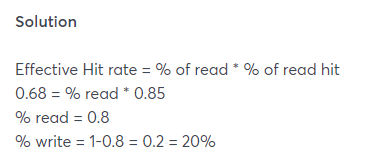 Solution
Effective Hit rate = % of read * % of read hit
0.68 = % read * 0.85
% read = 0.8
% write = 1-0.8 = 0.2 = 20%